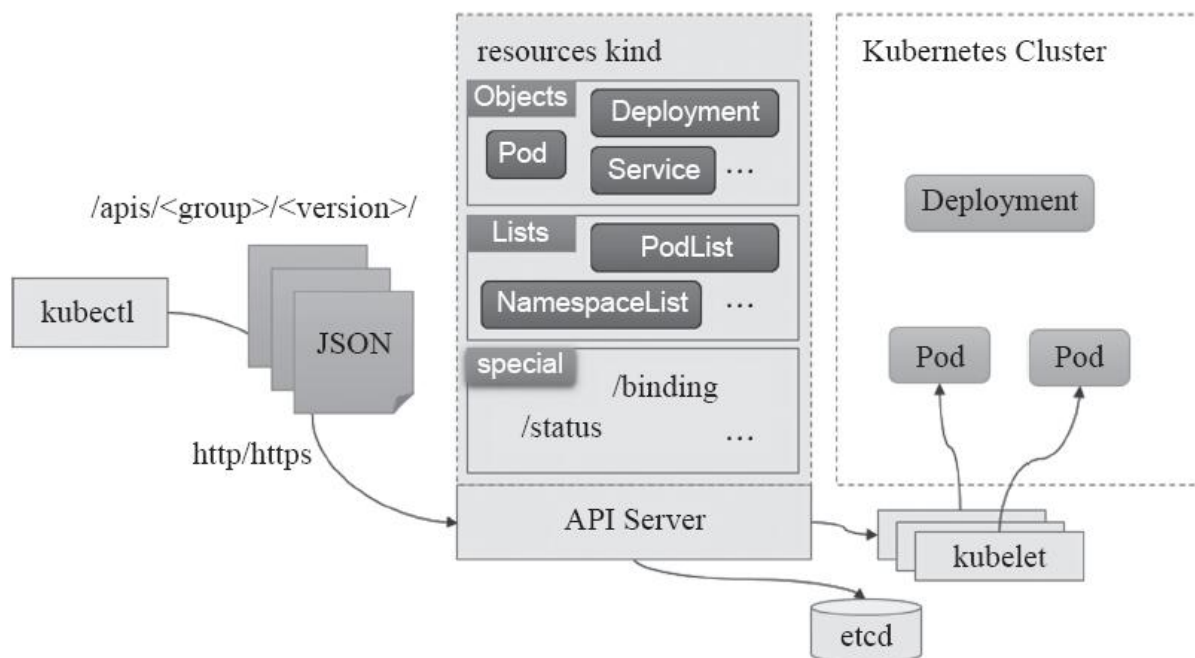 resources kind
Kubernetes Cluster
Objects
Deployment
Pod
Service
...
Deployment
/apis/<group>/<version>/
Lists
PodList
NamespaceList
...
kubectl
JSON
Pod
Pod
special
/binding
/status
...
http/https
API Server
kubelet
etcd